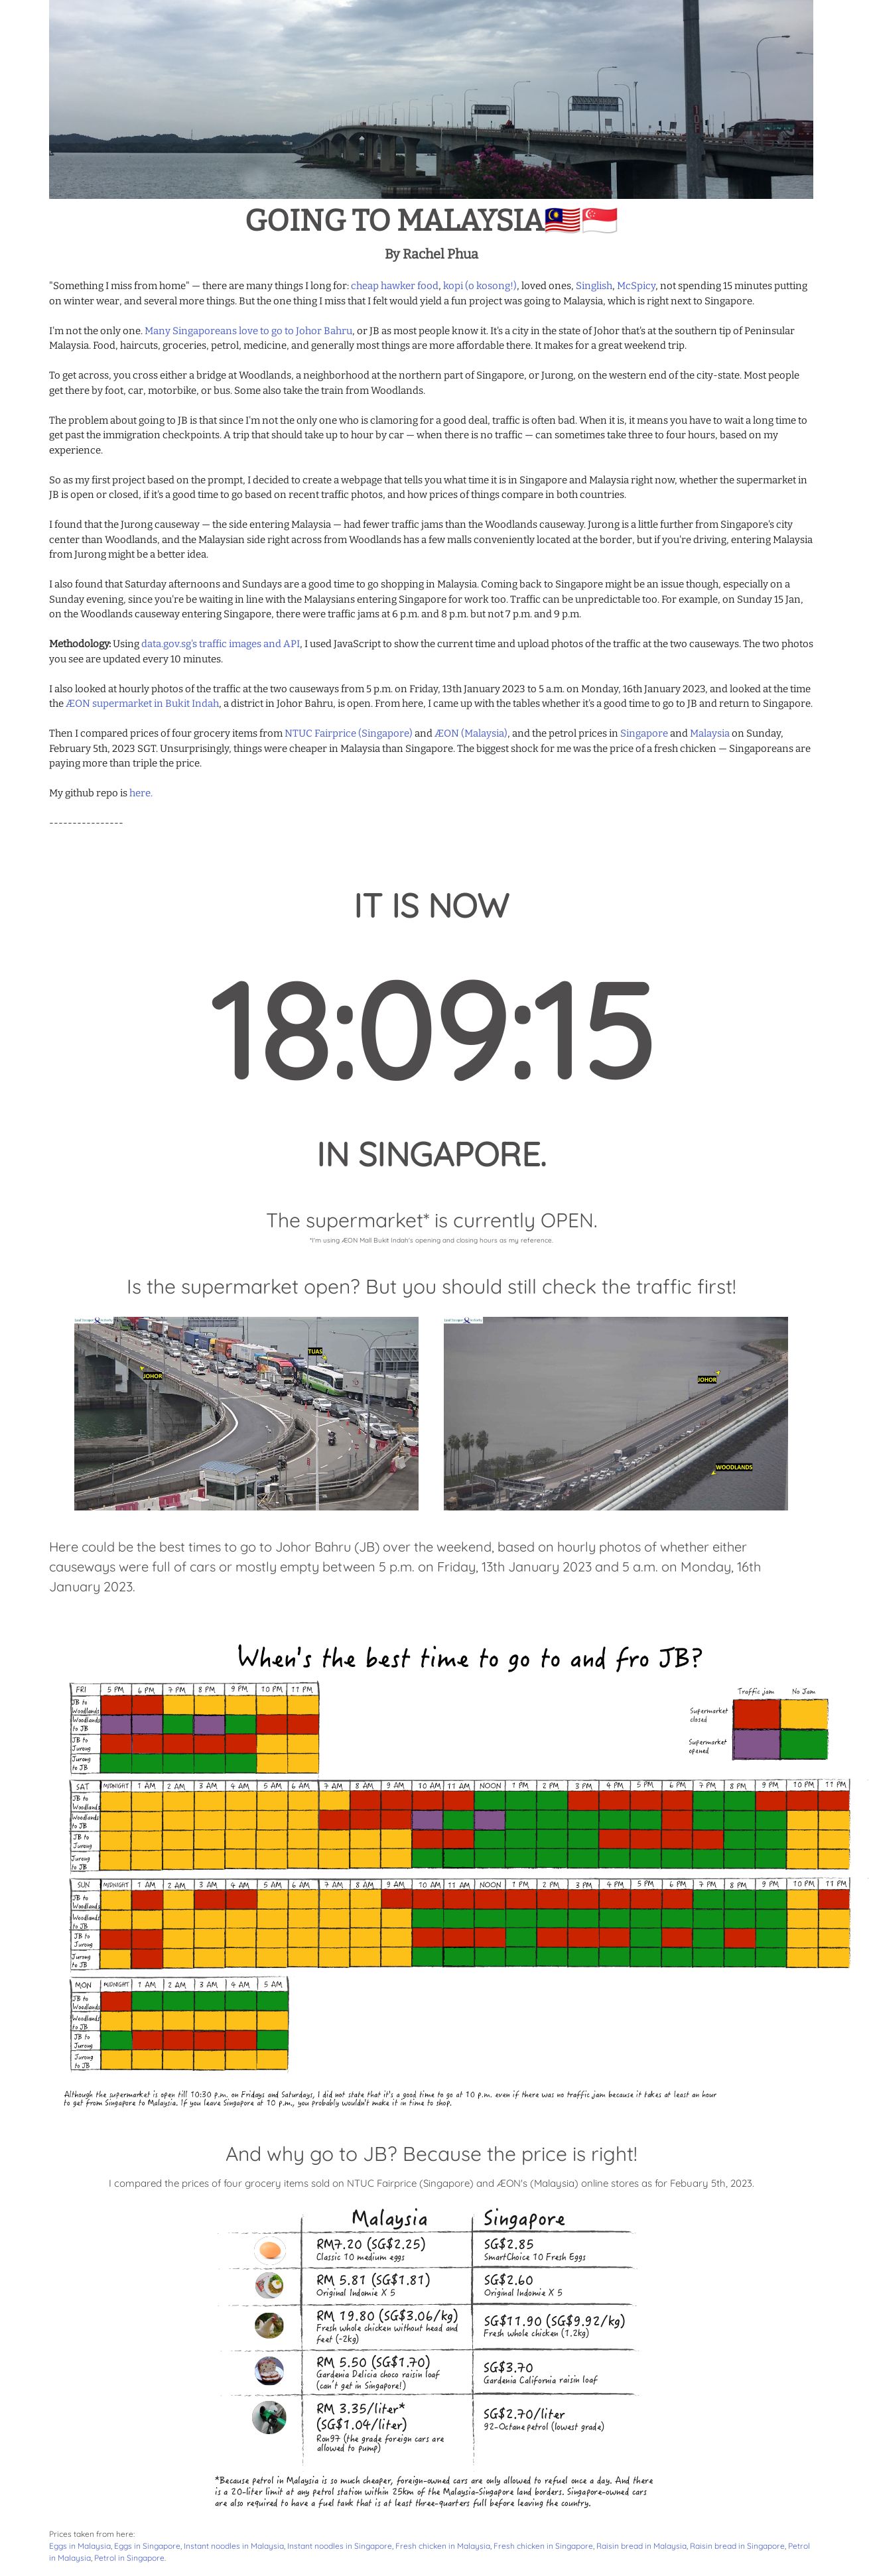 GOING TO MALAYSIA🇲🇾🇸🇬
By Rachel Phua
"Something I miss from home" — there are many things I long for: cheap hawker food, kopi (o kosong!), loved ones, Singlish, McSpicy, not spending 15 minutes putting
on winter wear, and several more things. But the one thing I miss that I felt would yield a fun project was going to Malaysia, which is right next to Singapore.
I'm not the only one. Many Singaporeans love to go to Johor Bahru, or JB as most people know it. It's a city in the state of Johor that's at the southern tip of Peninsular
Malaysia. Food, haircuts, groceries, petrol, medicine, and generally most things are more affordable there. It makes for a great weekend trip.
To get across, you cross either a bridge at Woodlands, a neighborhood at the northern part of Singapore, or Jurong, on the western end of the city-state. Most people
get there by foot, car, motorbike, or bus. Some also take the train from Woodlands.
The problem about going to JB is that since I'm not the only one who is clamoring for a good deal, traffic is often bad. When it is, it means you have to wait a long time to
get past the immigration checkpoints. A trip that should take up to hour by car — when there is no traffic — can sometimes take three to four hours, based on my
experience.
So as my first project based on the prompt, I decided to create a webpage that tells you what time it is in Singapore and Malaysia right now, whether the supermarket in
JB is open or closed, if it's a good time to go based on recent traffic photos, and how prices of things compare in both countries.
I found that the Jurong causeway — the side entering Malaysia — had fewer traffic jams than the Woodlands causeway. Jurong is a little further from Singapore's city
center than Woodlands, and the Malaysian side right across from Woodlands has a few malls conveniently located at the border, but if you're driving, entering Malaysia
from Jurong might be a better idea.
I also found that Saturday afternoons and Sundays are a good time to go shopping in Malaysia. Coming back to Singapore might be an issue though, especially on a
Sunday evening, since you're be waiting in line with the Malaysians entering Singapore for work too. Traffic can be unpredictable too. For example, on Sunday 15 Jan,
on the Woodlands causeway entering Singapore, there were traffic jams at 6 p.m. and 8 p.m. but not 7 p.m. and 9 p.m.
Methodology: Using data.gov.sg's traffic images and API, I used JavaScript to show the current time and upload photos of the traffic at the two causeways. The two photos
you see are updated every 10 minutes.
I also looked at hourly photos of the traffic at the two causeways from 5 p.m. on Friday, 13th January 2023 to 5 a.m. on Monday, 16th January 2023, and looked at the time
the ÆON supermarket in Bukit Indah, a district in Johor Bahru, is open. From here, I came up with the tables whether it's a good time to go to JB and return to Singapore.
Then I compared prices of four grocery items from NTUC Fairprice (Singapore) and ÆON (Malaysia), and the petrol prices in Singapore and Malaysia on Sunday,
February 5th, 2023 SGT. Unsurprisingly, things were cheaper in Malaysia than Singapore. The biggest shock for me was the price of a fresh chicken — Singaporeans are
paying more than triple the price.
My github repo is here.
----------------
IT IS NOW
18:09:15
IN SINGAPORE.
The supermarket* is currently OPEN.
*I'm using ÆON Mall Bukit Indah's opening and closing hours as my reference.
Is the supermarket open? But you should still check the traffic first!
TUAS
JOHOR
JOHOR
WOODLANDS
Here could be the best times to go to Johor Bahru (JB) over the weekend, based on hourly photos of whether either
causeways were full of cars or mostly empty between 5 p.m. on Friday, 13th January 2023 and 5 a.m. on Monday, 16th
January 2023.
When's the best time to go to and fro JB?
Traffic jam No Jam
Supermarket closed
Supermarket opened
FRI 5 PM 6 PM 7 PM 8 PM 9 PM 10 PM 11 PM
JB to Woodlands
Woodlands to JB
JB to Jurong
Jurong to JB
SAT MIDNIGHT 1 AM 2 AM 3 AM 4 AM 5 AM 6 AM 7 AM 8 AM 9 AM 10 AM 11 AM NOON 1 PM 2 PM 3 PM 4 PM 5 PM 6 PM 7 PM 8 PM 9 PM 10 PM 11 PM
JB to Woodlands
Woodlands to JB
JB to Jurong
Jurong to JB
SUN MIDNIGHT 1 AM 2 AM 3 AM 4 AM 5 AM 6 AM 7 AM 8 AM 9 AM 10 AM 11 AM NOON 1 PM 2 PM 3 PM 4 PM 5 PM 6 PM 7 PM 8 PM 9 PM 10 PM 11 PM
JB to Woodlands
Woodlands to JB
JB to Jurong
Jurong to JB
MON MIDNIGHT 1 AM 2 AM 3 AM 4 AM 5 AM
JB to Woodlands
Woodlands to JB
JB to Jurong
Jurong to JB
Although the supermarket is open till 10:30 p.m. on Fridays and Saturdays, I did not state that it's a good time to go at 10 p.m. even if there was no traffic jam because it takes at least an hour
to get from Singapore to Malaysia. If you leave Singapore at 10 p.m., you probably wouldn't make it in time to shop.
And why go to JB? Because the price is right!
I compared the prices of four grocery items sold on NTUC Fairprice (Singapore) and ÆON's (Malaysia) online stores as for Febuary 5th, 2023.
Malaysia Singapore
RM7.20 (SG$2.25)
Classic 10 medium eggs
SG$2.85
SmartChoice 10 Fresh Eggs
RM 5.81 (SG$1.81)
Original Indomie X 5
SG$2.60
Original Indomie X 5
RM 19.80 (SG$3.06/kg)
Fresh whole chicken without head and
feet (~2kg)
SG$11.90 (SG$9.92/kg)
Fresh whole chicken (1.2kg)
RM 5.50 (SG$1.70)
Gardenia Delicia choco raisin loaf
(can't get in Singapore!)
SG$3.70
Gardenia California raisin loaf
RM 3.35/liter*
(SG$1.04/liter)
Ron97 (the grade foreign cars are
allowed to pump)
SG$2.70/liter
92-Octane petrol (lowest grade)
*Because petrol in Malaysia is so much cheaper, foreign-owned cars are only allowed to refuel once a day. And there
is a 20-liter limit at any petrol station within 25km of the Malaysia-Singapore land borders. Singapore-owned cars
are also required to have a fuel tank that is at least three-quarters full before leaving the country.
Prices taken from here:
Eggs in Malaysia, Eggs in Singapore, Instant noodles in Malaysia, Instant noodles in Singapore, Fresh chicken in Malaysia, Fresh chicken in Singapore, Raisin bread in Malaysia, Raisin bread in Singapore, Petrol
in Malaysia, Petrol in Singapore.